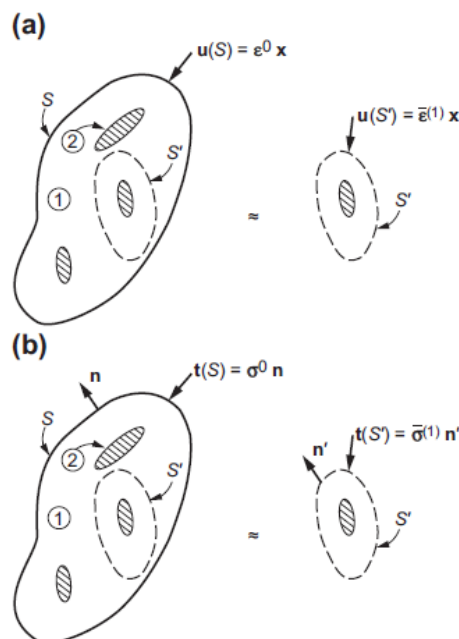 (a)
u(S) = ε⁰ x
S
②
S'
①
≈
u(S') = ε̅⁽¹⁾ x
S'
(b)
n
t(S) = σ⁰ n
S
②
S'
①
≈
n'
t(S') = σ̅⁽¹⁾ n'
S'